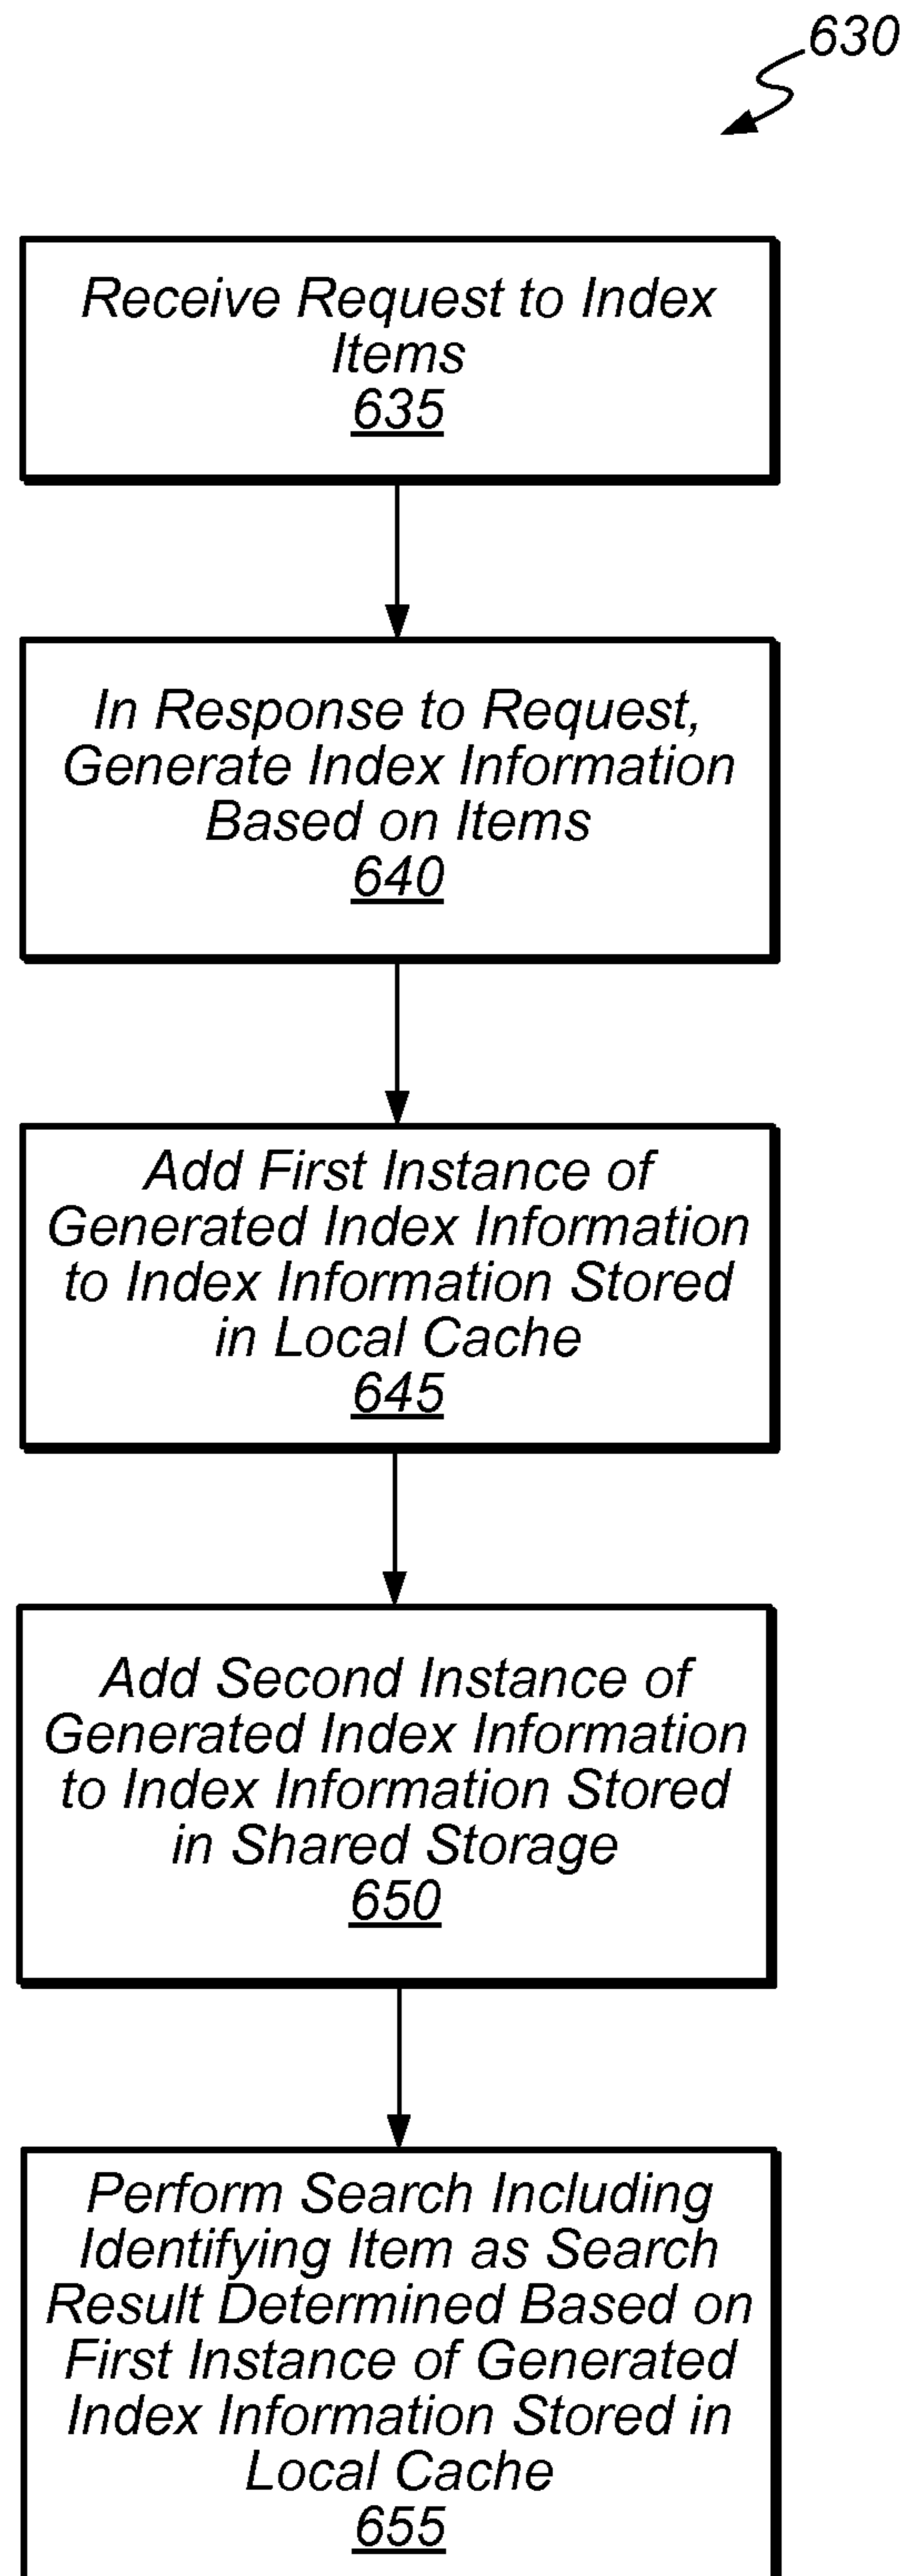 630
Receive Request to Index
Items
635
In Response to Request,
Generate Index Information
Based on Items
640
Add First Instance of
Generated Index Information
to Index Information Stored
in Local Cache
645
Add Second Instance of
Generated Index Information
to Index Information Stored
in Shared Storage
650
Perform Search Including
Identifying Item as Search
Result Determined Based on
First Instance of Generated
Index Information Stored in
Local Cache
655